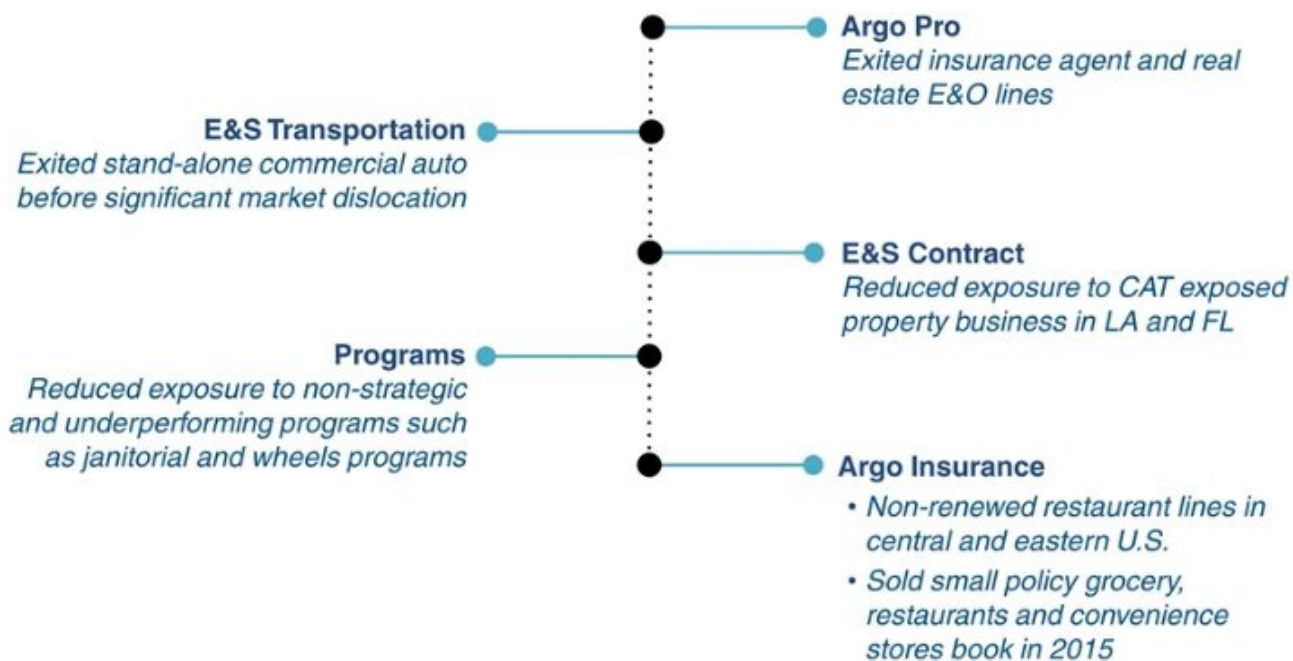 Argo Pro
Exited insurance agent and real
estate E&O lines
E&S Transportation
Exited stand-alone commercial auto
before significant market dislocation
E&S Contract
Reduced exposure to CAT exposed
property business in LA and FL
Programs
Reduced exposure to non-strategic
and underperforming programs such
as janitorial and wheels programs
Argo Insurance
• Non-renewed restaurant lines in
central and eastern U.S.
• Sold small policy grocery,
restaurants and convenience
stores book in 2015